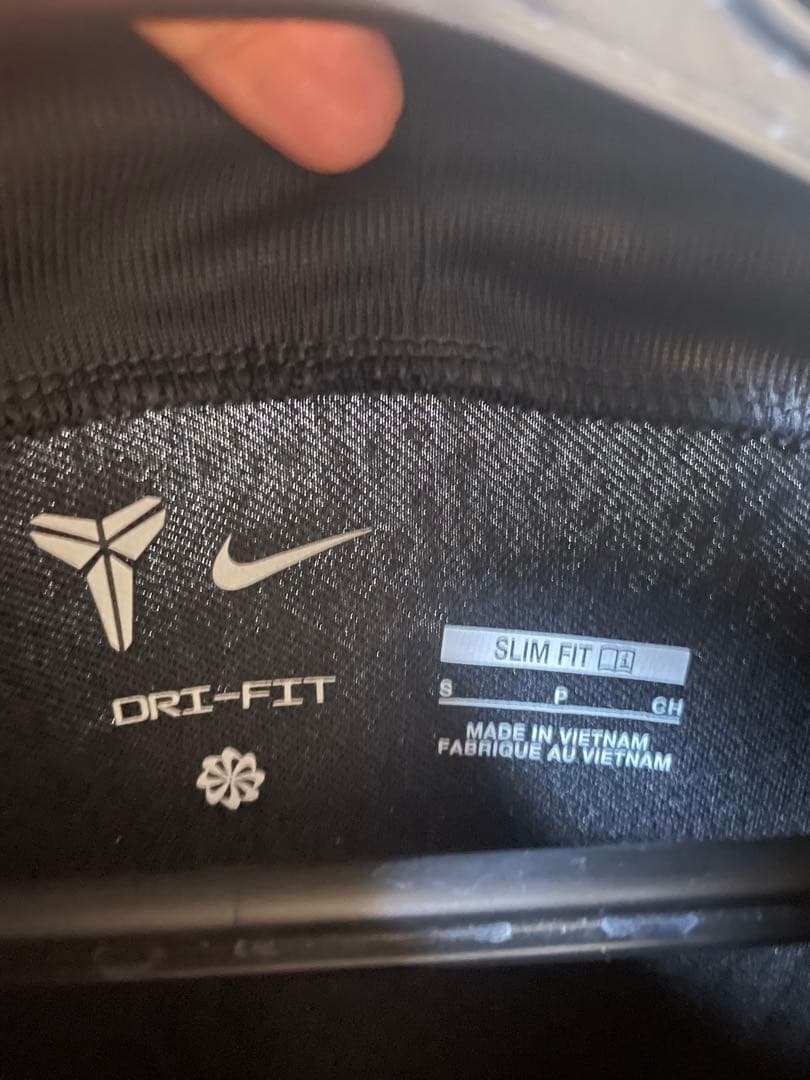 DRI-FIT
SLIM FIT
S P CH
MADE IN VIETNAM
FABRIQUE AU VIETNAM